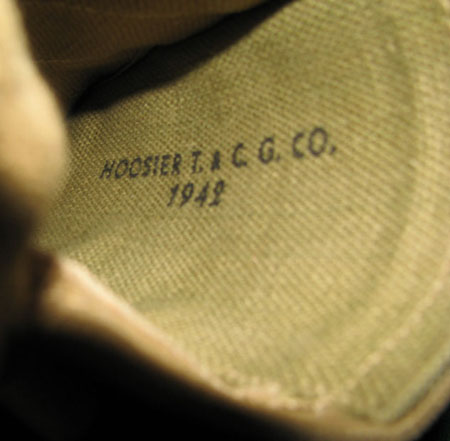 HOOSIER T. & C. G. CO.
1942